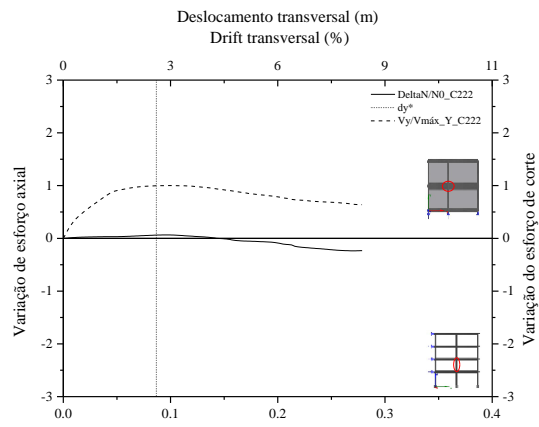 Deslocamento transversal (m)
Drift transversal (%)
0 3 6 9 11
3 3
DeltaN/N0_C222
dy*
Vy/Vmáx_Y_C222
2 2
1 1
0 0
-1 -1
-2 -2
-3 -3
0.0 0.1 0.2 0.3 0.4
Variação de esforço axial
Variação do esforço de corte